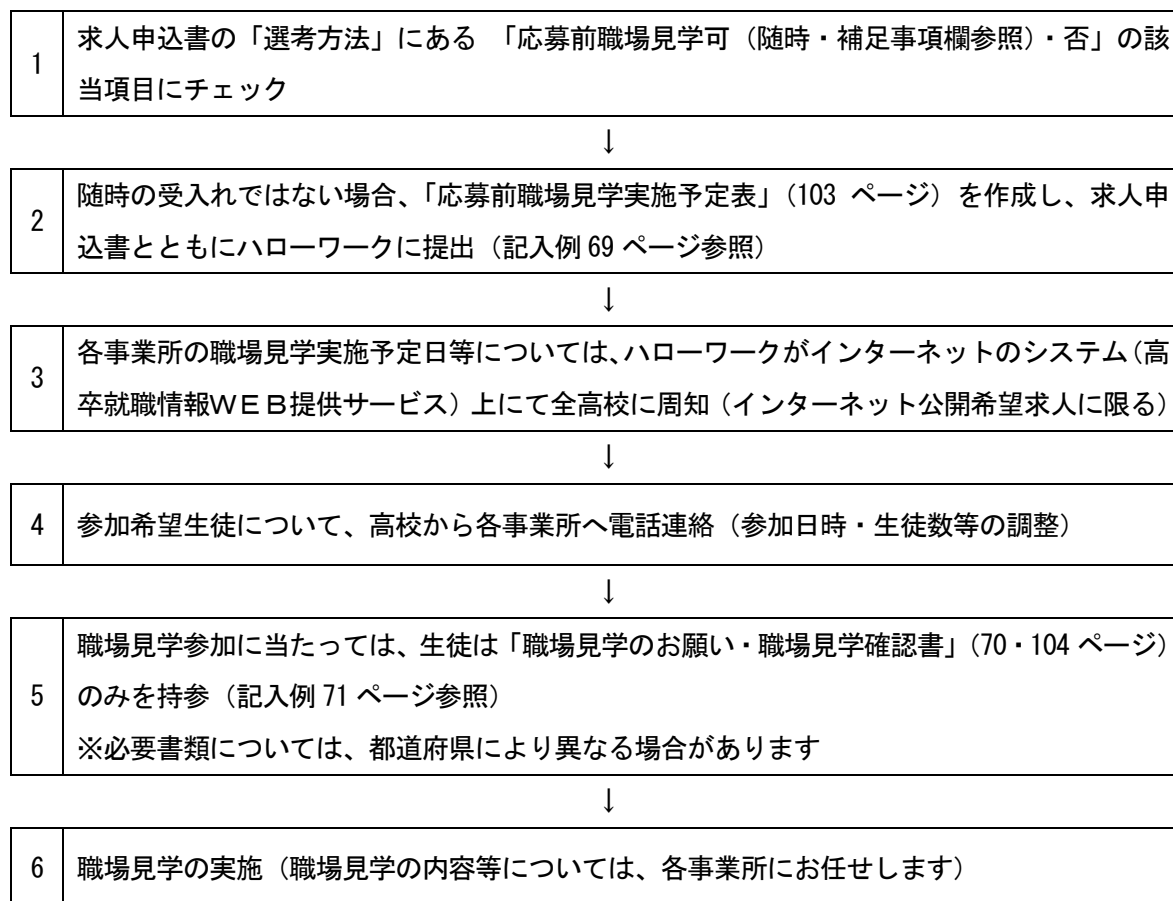 1
求人申込書の「選考方法」にある 「応募前職場見学可（随時・補足事項欄参照）・否」の該
当項目にチェック
↓
2
随時の受入れではない場合、「応募前職場見学実施予定表」（103 ページ）を作成し、求人申
込書とともにハローワークに提出（記入例 69 ページ参照）
↓
3
各事業所の職場見学実施予定日等については、ハローワークがインターネットのシステム（高
卒就職情報ＷＥＢ提供サービス）上にて全高校に周知（インターネット公開希望求人に限る）
↓
4
参加希望生徒について、高校から各事業所へ電話連絡（参加日時・生徒数等の調整）
↓
5
職場見学参加に当たっては、生徒は「職場見学のお願い・職場見学確認書」（70・104 ページ）
のみを持参（記入例 71 ページ参照）
※必要書類については、都道府県により異なる場合があります
↓
6
職場見学の実施（職場見学の内容等については、各事業所にお任せします）